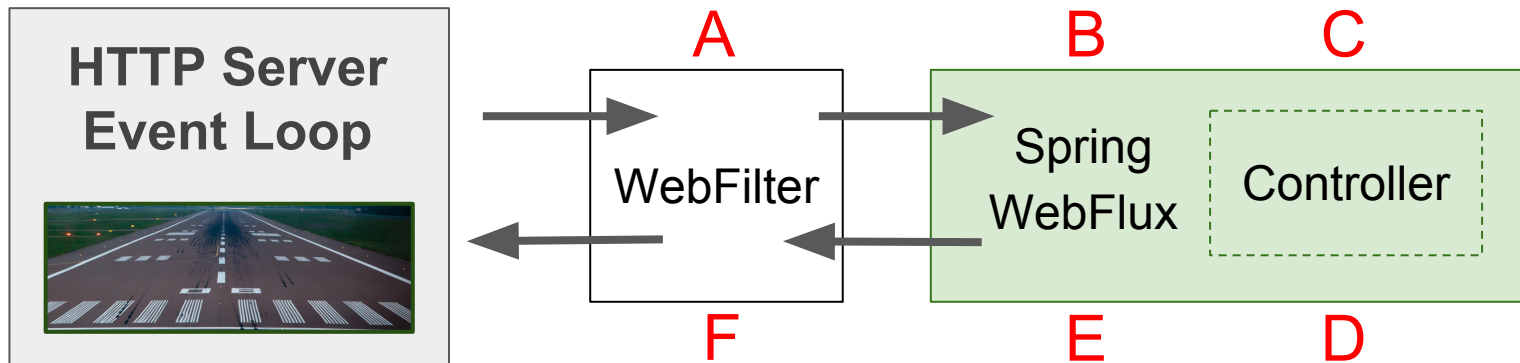 A
B
C
HTTP Server
Event Loop
WebFilter
Spring
WebFlux
Controller
F
E
D